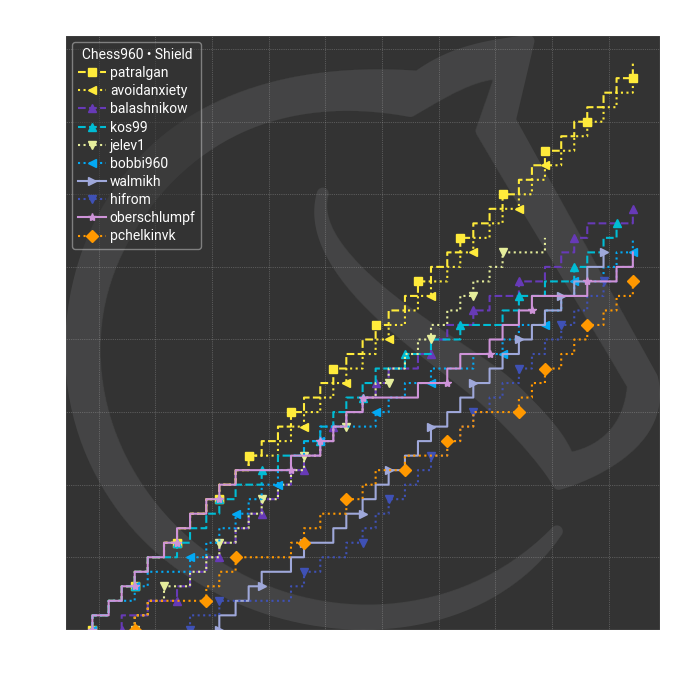 Chess960 • Shield
patralgan
avoidanxiety
balashnikow
kos99
jelev1
bobbi960
walmikh
hifrom
oberschlumpf
pchelkinvk